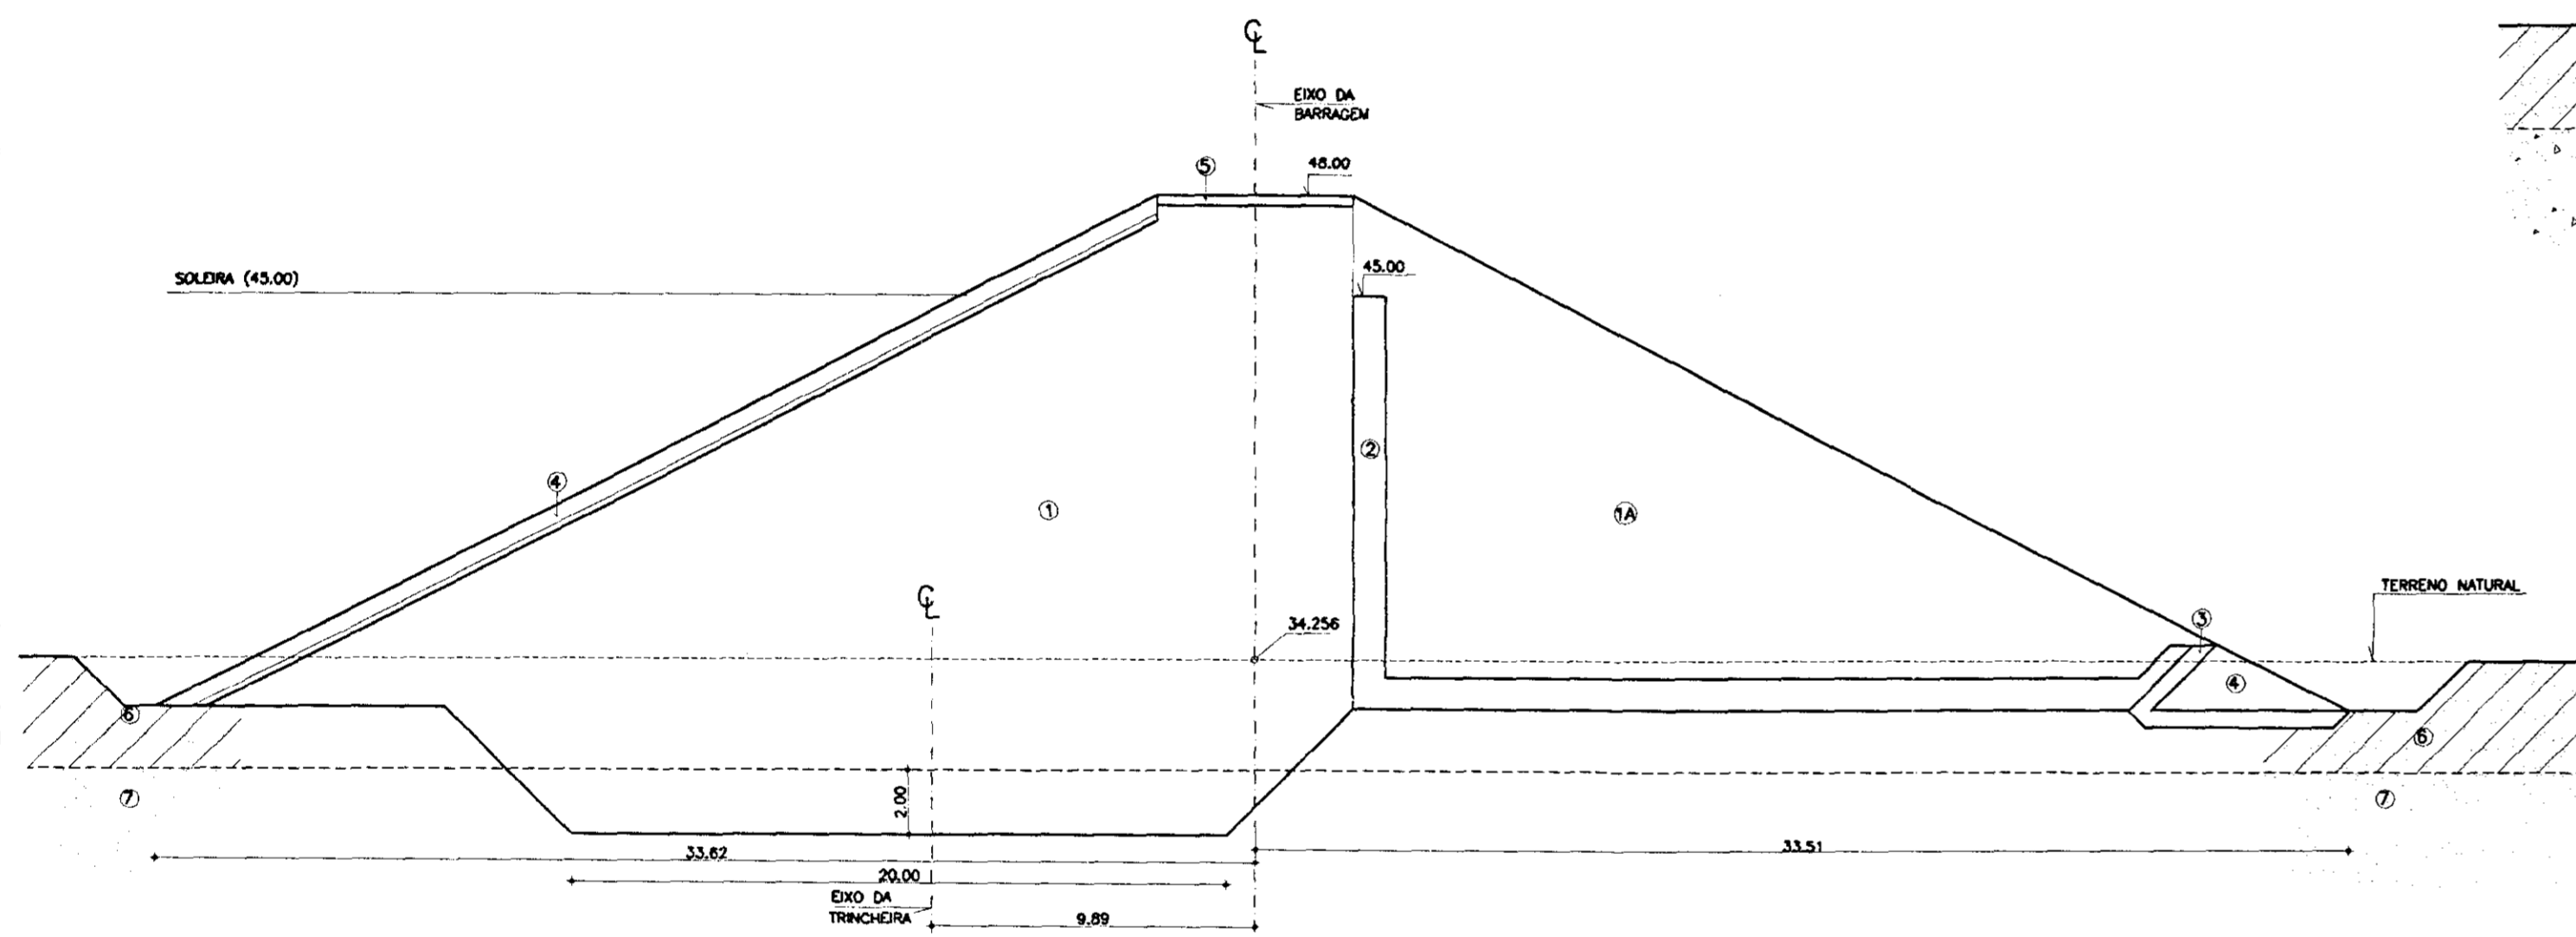 ℄
EIXO DA
BARRAGEM
⑤
48.00
SOLEIRA (45.00)
45.00
②
④
①
1A
℄
34.256
TERRENO NATURAL
③
④
⑥
⑥
⑦
⑦
2.00
33.62
33.51
20.00
EIXO DA
TRINCHEIRA
9.89